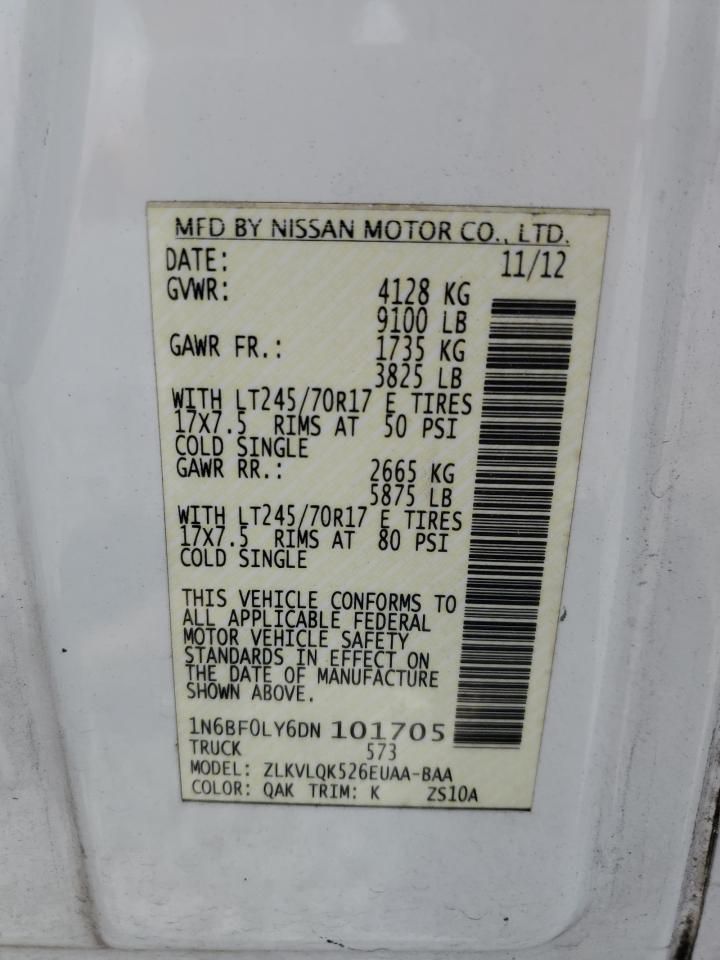 MFD BY NISSAN MOTOR CO., LTD.
DATE: 11/12
GVWR: 4128 KG
9100 LB
GAWR FR.: 1735 KG
3825 LB
WITH LT245/70R17 E TIRES
17X7.5 RIMS AT 50 PSI
COLD SINGLE
GAWR RR.: 2665 KG
5875 LB
WITH LT245/70R17 E TIRES
17X7.5 RIMS AT 80 PSI
COLD SINGLE
THIS VEHICLE CONFORMS TO
ALL APPLICABLE FEDERAL
MOTOR VEHICLE SAFETY
STANDARDS IN EFFECT ON
THE DATE OF MANUFACTURE
SHOWN ABOVE.
1N6BF0LY6DN 101705
TRUCK 573
MODEL: ZLKVLQK526EUAA-BAA
COLOR: QAK TRIM: K ZS10A